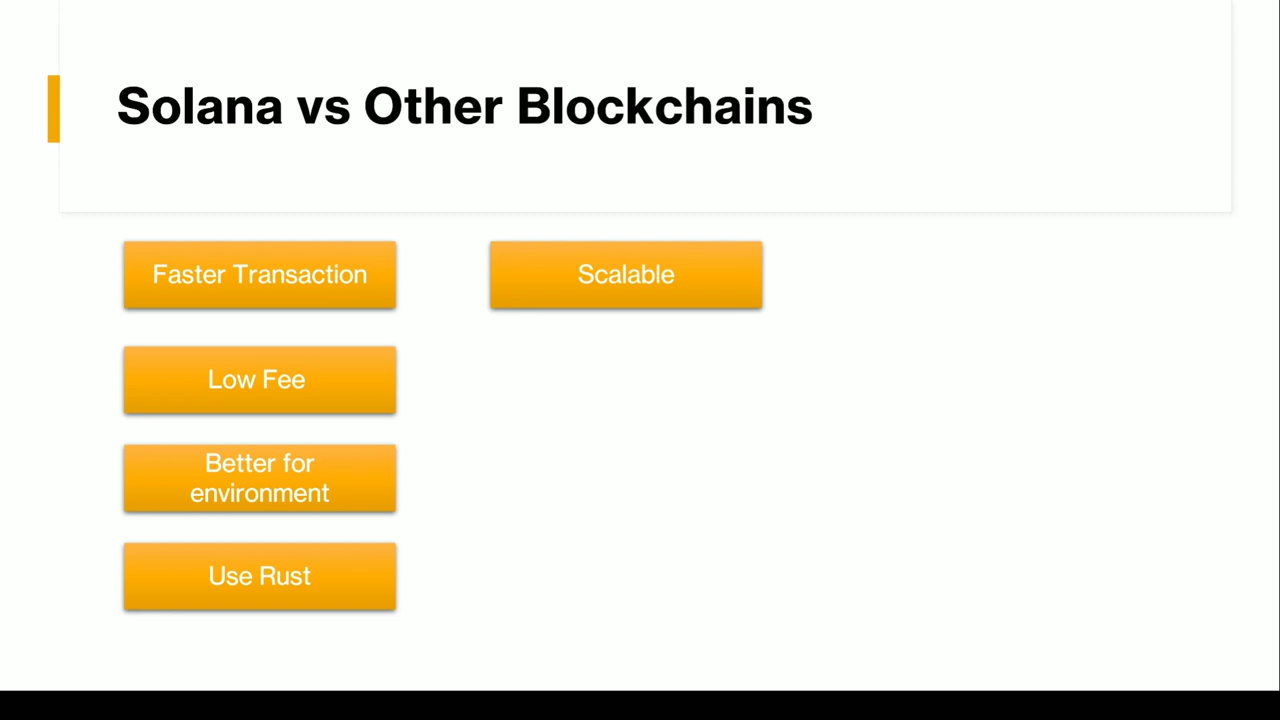 Solana vs Other Blockchains
Faster Transaction
Scalable
Low Fee
Better for
environment
Use Rust